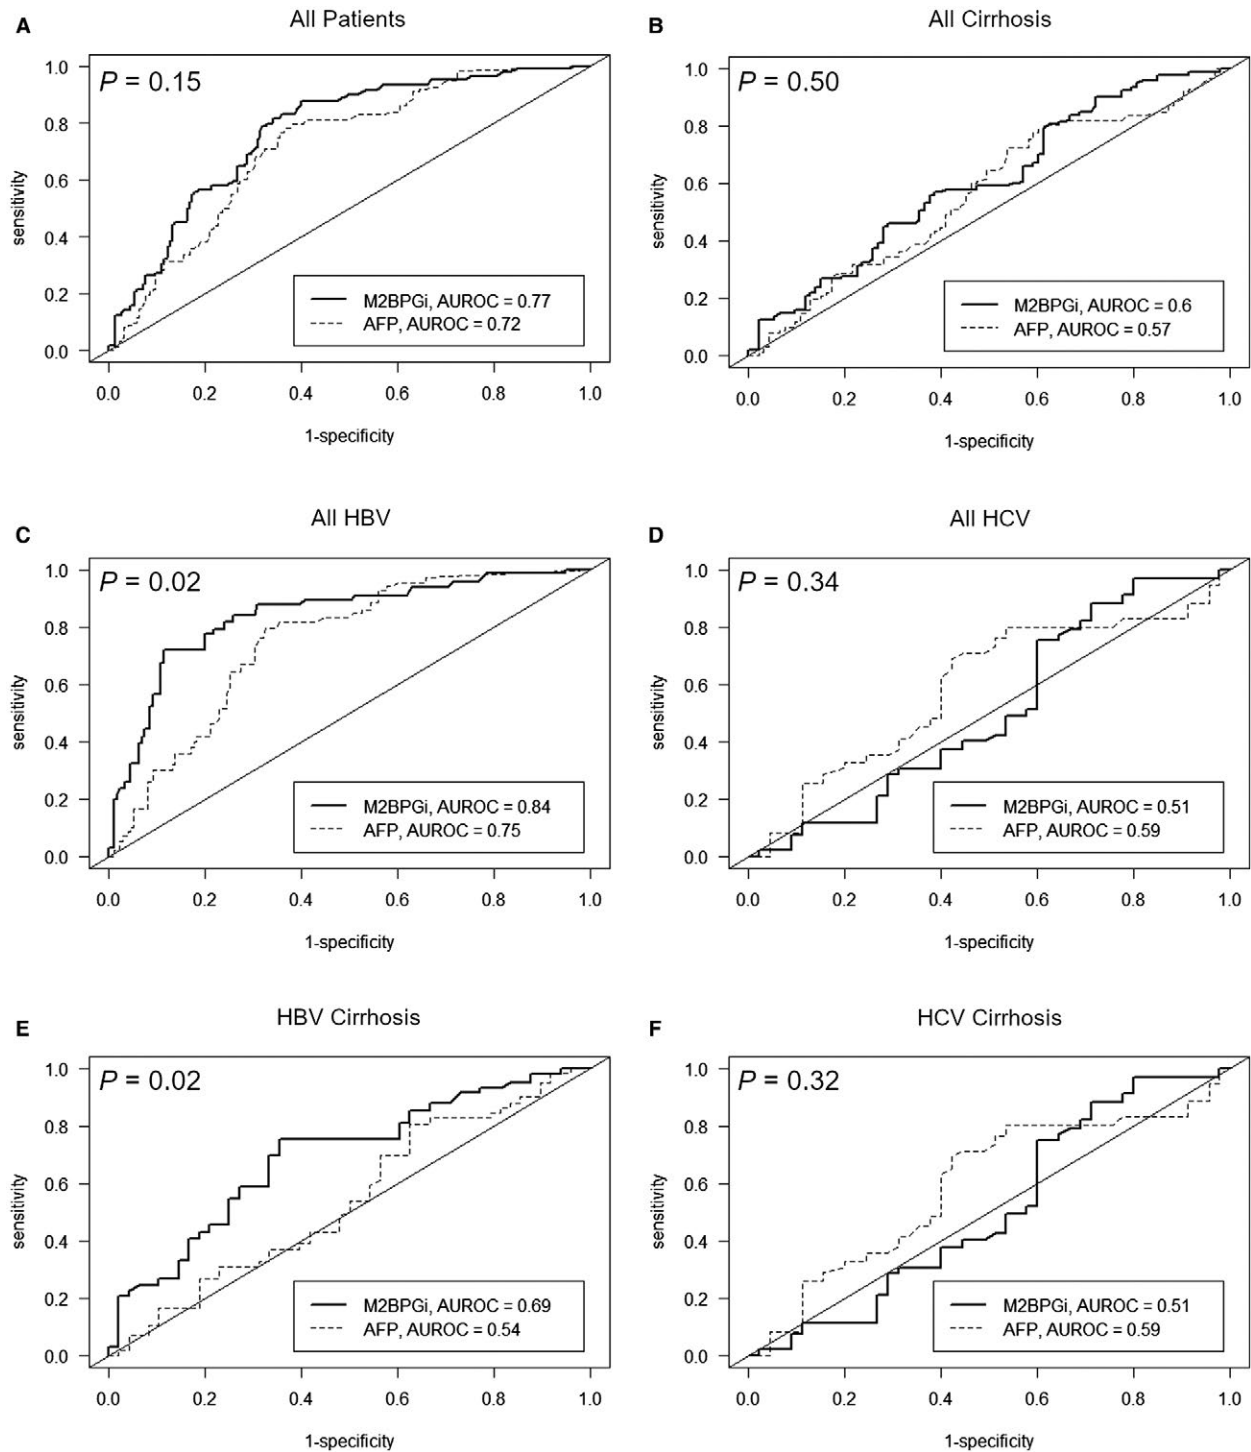 A
All Patients
P = 0.15
1.0
0.8
0.6
0.4
0.2
0.0
sensitivity
M2BPGi, AUROC = 0.77
AFP, AUROC = 0.72
0.0 0.2 0.4 0.6 0.8 1.0
1-specificity
B
All Cirrhosis
P = 0.50
1.0
0.8
0.6
0.4
0.2
0.0
sensitivity
M2BPGi, AUROC = 0.6
AFP, AUROC = 0.57
0.0 0.2 0.4 0.6 0.8 1.0
1-specificity
C
All HBV
P = 0.02
1.0
0.8
0.6
0.4
0.2
0.0
sensitivity
M2BPGi, AUROC = 0.84
AFP, AUROC = 0.75
0.0 0.2 0.4 0.6 0.8 1.0
1-specificity
D
All HCV
P = 0.34
1.0
0.8
0.6
0.4
0.2
0.0
sensitivity
M2BPGi, AUROC = 0.51
AFP, AUROC = 0.59
0.0 0.2 0.4 0.6 0.8 1.0
1-specificity
E
HBV Cirrhosis
P = 0.02
1.0
0.8
0.6
0.4
0.2
0.0
sensitivity
M2BPGi, AUROC = 0.69
AFP, AUROC = 0.54
0.0 0.2 0.4 0.6 0.8 1.0
1-specificity
F
HCV Cirrhosis
P = 0.32
1.0
0.8
0.6
0.4
0.2
0.0
sensitivity
M2BPGi, AUROC = 0.51
AFP, AUROC = 0.59
0.0 0.2 0.4 0.6 0.8 1.0
1-specificity